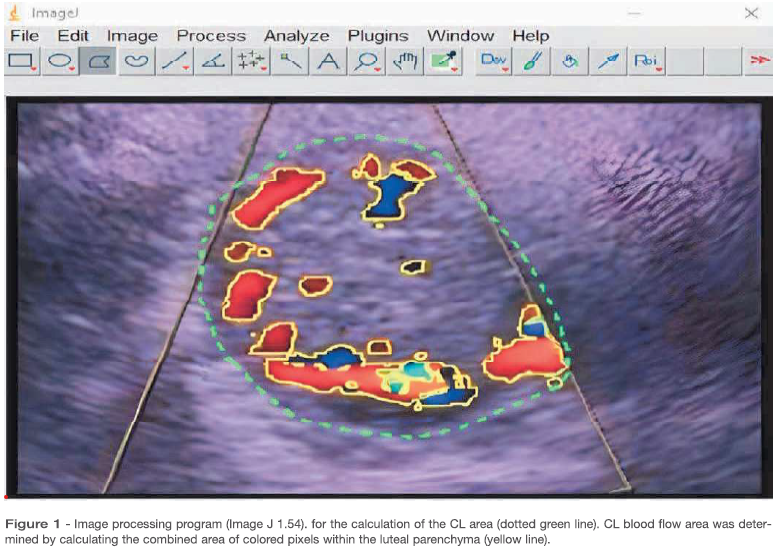 ImageJ
File Edit Image Process Analyze Plugins Window Help
Dev
Figure 1 - Image processing program (Image J 1.54). for the calculation of the CL area (dotted green line). CL blood flow area was deter-
mined by calculating the combined area of colored pixels within the luteal parenchyma (yellow line).